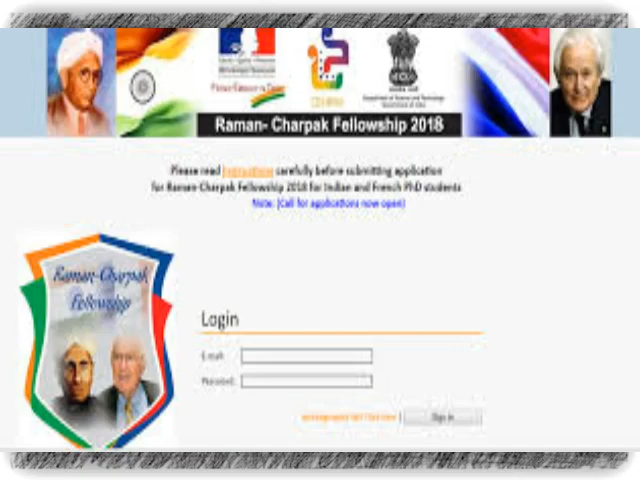 Raman- Charpak Fellowship 2018
Please read Instructions carefully before submitting application
for Raman-Charpak Fellowship 2018 for Indian and French PhD students
Note: (Call for applications now open)
Raman-Charpak
Fellowship
Login
E-mail:
Password:
Sign In